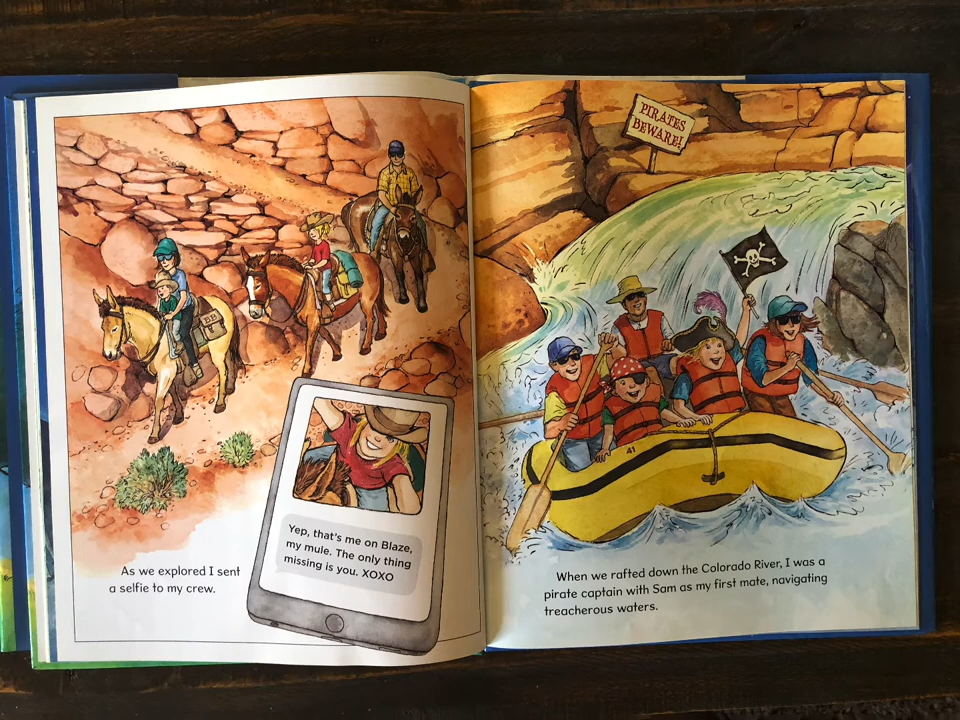 Yep, that's me on Blaze,
my mule. The only thing
missing is you. XOXO
As we explored I sent
a selfie to my crew.
PIRATES
BEWARE!
41
When we rafted down the Colorado River, I was a
pirate captain with Sam as my first mate, navigating
treacherous waters.